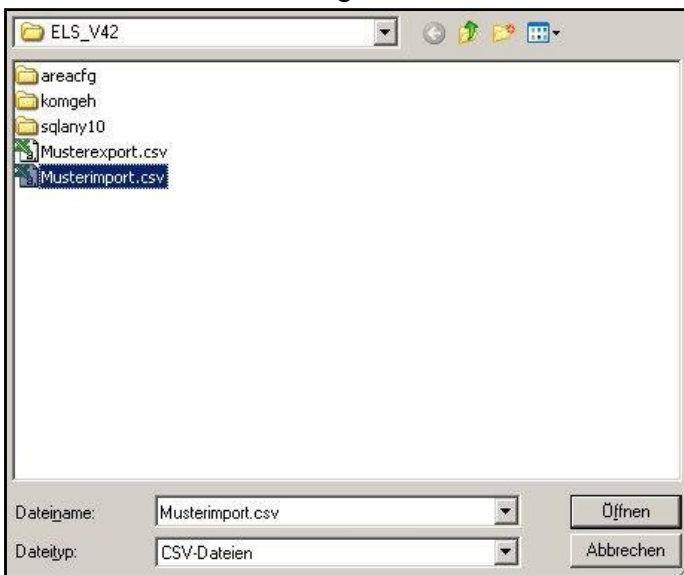 ELS_V42
areacfg
komgeh
sqlany10
Musterexport.csv
Musterimport.csv
Dateiname: Musterimport.csv Öffnen
Dateityp: CSV-Dateien Abbrechen